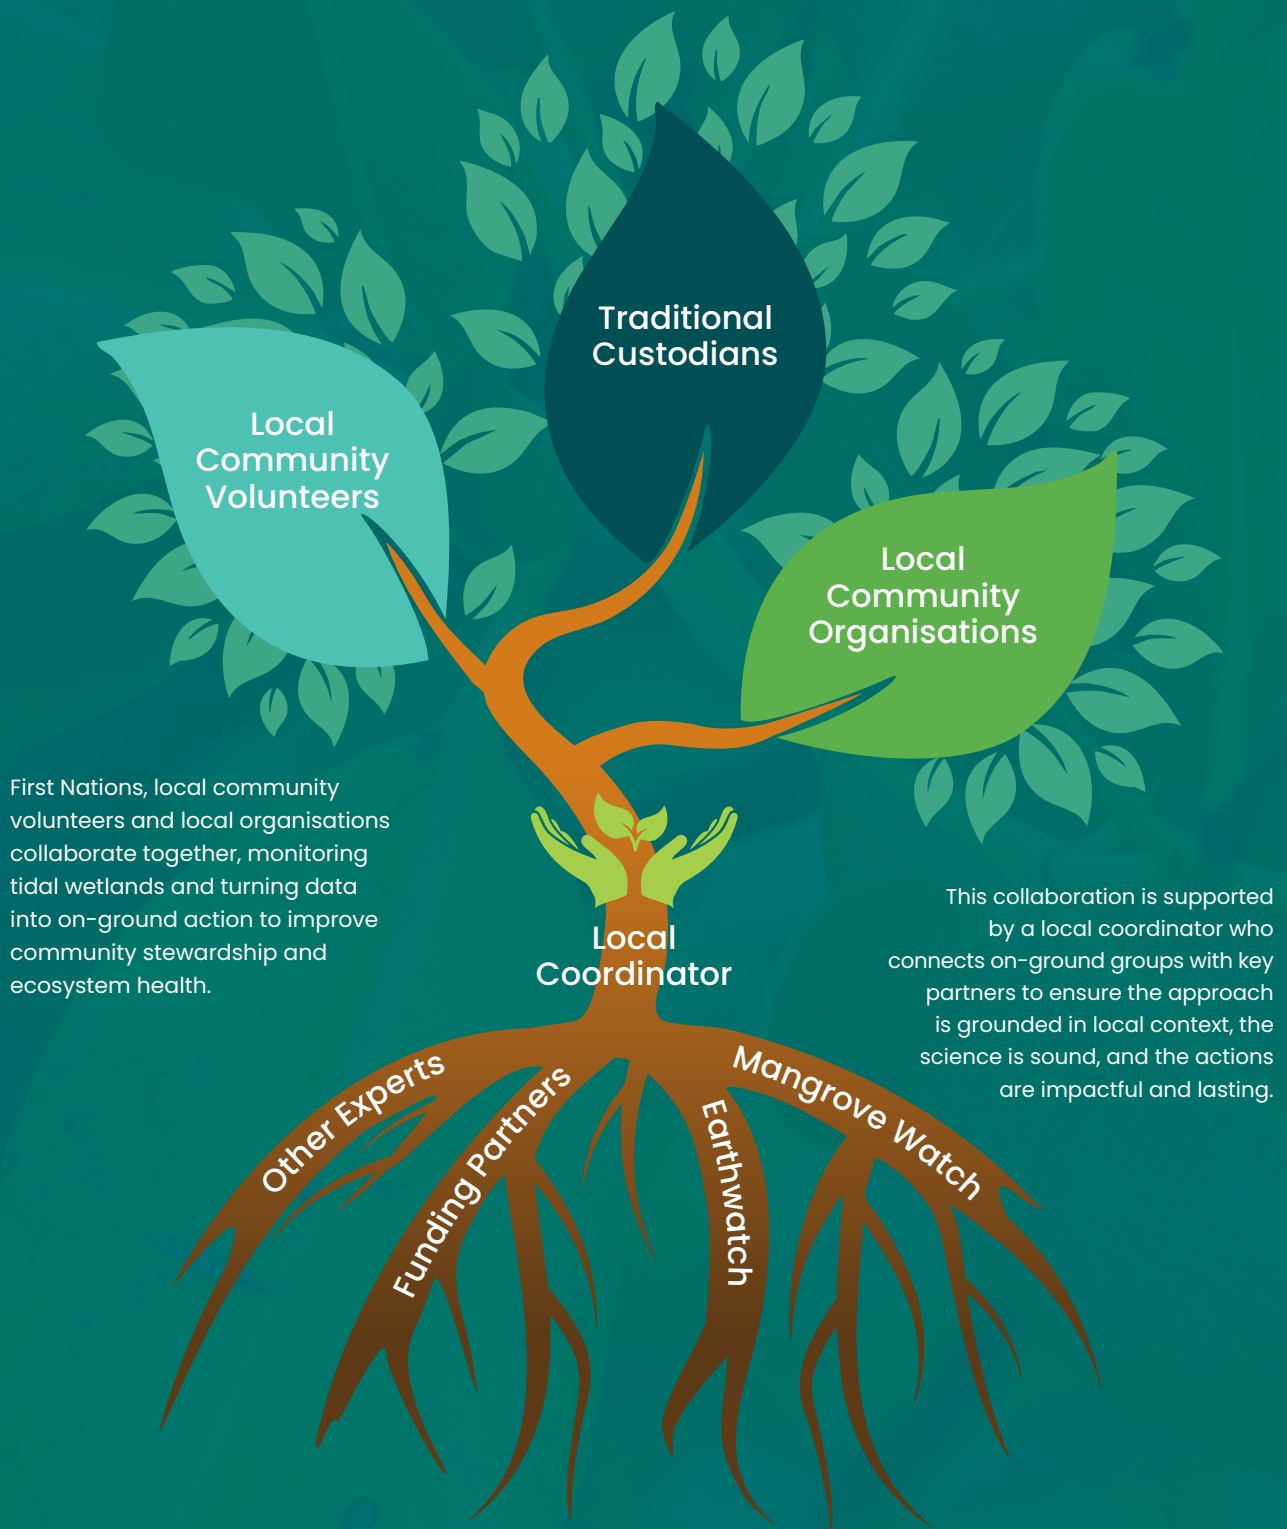 Traditional
Custodians
Local
Community
Volunteers
Local
Community
Organisations
First Nations, local community
volunteers and local organisations
collaborate together, monitoring
tidal wetlands and turning data
into on-ground action to improve
community stewardship and
ecosystem health.
This collaboration is supported
by a local coordinator who
connects on-ground groups with key
partners to ensure the approach
is grounded in local context, the
science is sound, and the actions
are impactful and lasting.
Local
Coordinator
Other Experts
Funding Partners
Earthwatch
Mangrove Watch